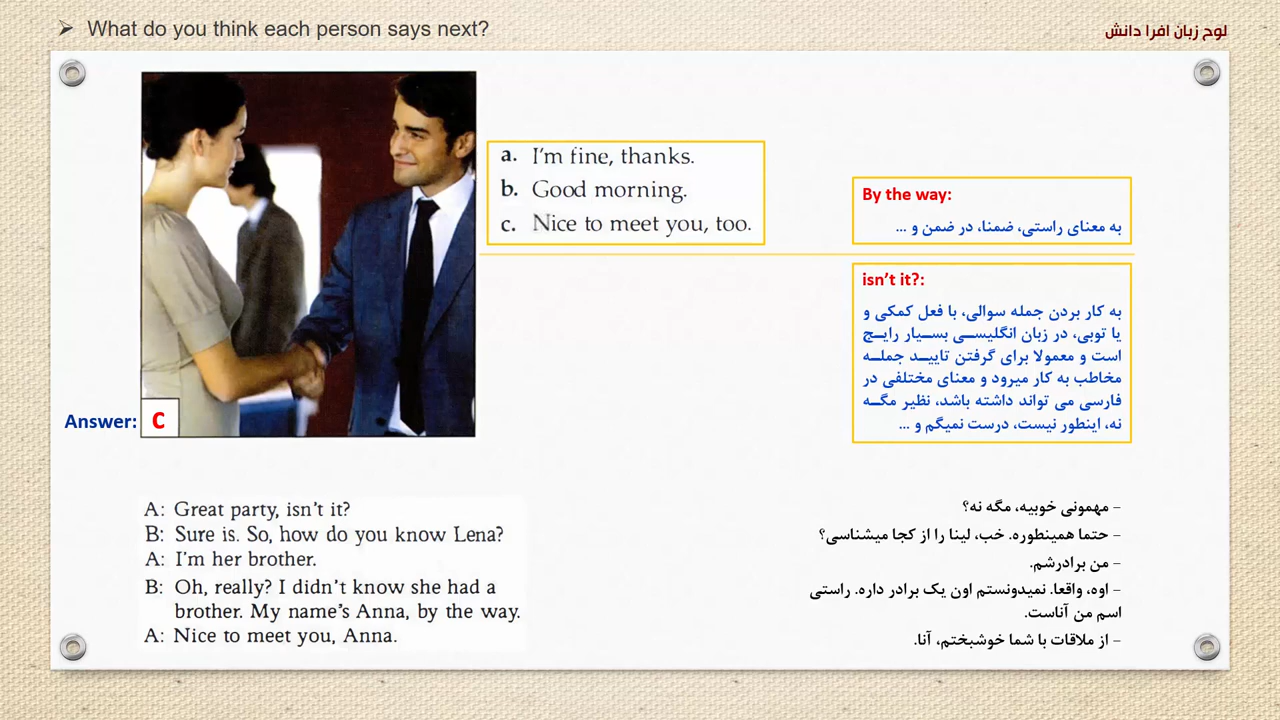 ➢ What do you think each person says next?
لوح زبان افرا دانش
a. I'm fine, thanks.
b. Good morning.
c. Nice to meet you, too.
By the way:
به معنای راستی، ضمنا، در ضمن و ...
isn't it?:
به کار بردن جمله سوالی، با فعل کمکی و
یا توبی، در زبان انگلیسی بسیار رایج
است و معمولا برای گرفتن تایید جمله
مخاطب به کار میرود و معنای مختلفی در
فارسی می تواند داشته باشد، نظیر مگه
نه، اینطور نیست، درست نمیگم و ...
Answer: C
A: Great party, isn't it?
B: Sure is. So, how do you know Lena?
A: I'm her brother.
B: Oh, really? I didn't know she had a
brother. My name's Anna, by the way.
A: Nice to meet you, Anna.
- مهمونی خوبیه، مگه نه؟
- حتما همینطوره. خب، لینا را از کجا میشناسی؟
- من برادرشم.
- اوه، واقعا. نمیدونستم اون یک برادر داره. راستی
اسم من آناست.
- از ملاقات با شما خوشبختم، آنا.